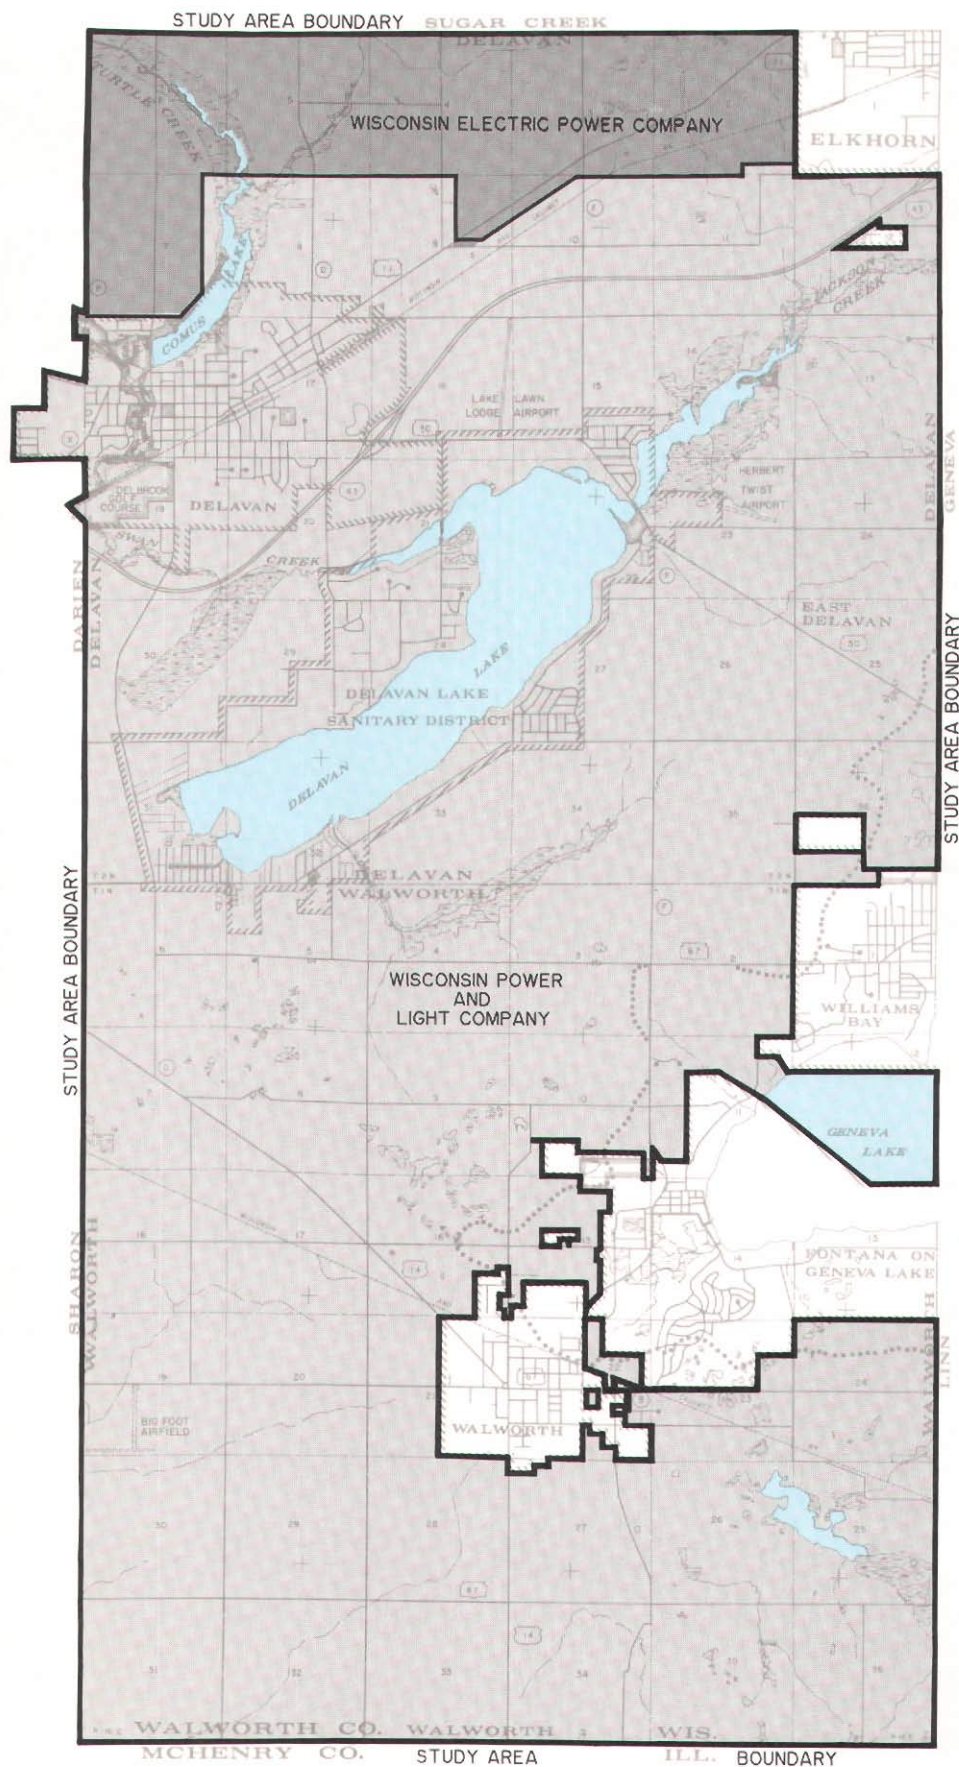 STUDY AREA BOUNDARY
SUGAR CREEK
DELAVAN
TURTLE CREEK
WISCONSIN ELECTRIC POWER COMPANY
ELKHORN
COMUS LAKE
JACKSON
CREEK
LAKE LAWN
LODGE AIRPORT
DELBROOK
GOLF
COURSE
DELAVAN
SWAN
CREEK
HERBERT
TWIST
AIRPORT
DELAVAN
GENEVA
DARIEN
DELAVAN
EAST
DELAVAN
DELAVAN LAKE
SANITARY DISTRICT
DELAVAN LAKE
STUDY AREA BOUNDARY
DELAVAN
WALWORTH
STUDY AREA BOUNDARY
WISCONSIN POWER
AND
LIGHT COMPANY
WILLIAMS
BAY
GENEVA
LAKE
SHARON
WALWORTH
FONTANA ON
GENEVA LAKE
WALWORTH
LINN
BIG FOOT
AIRFIELD
WALWORTH
WALWORTH CO. WALWORTH WIS.
MCHENRY CO. STUDY AREA ILL. BOUNDARY